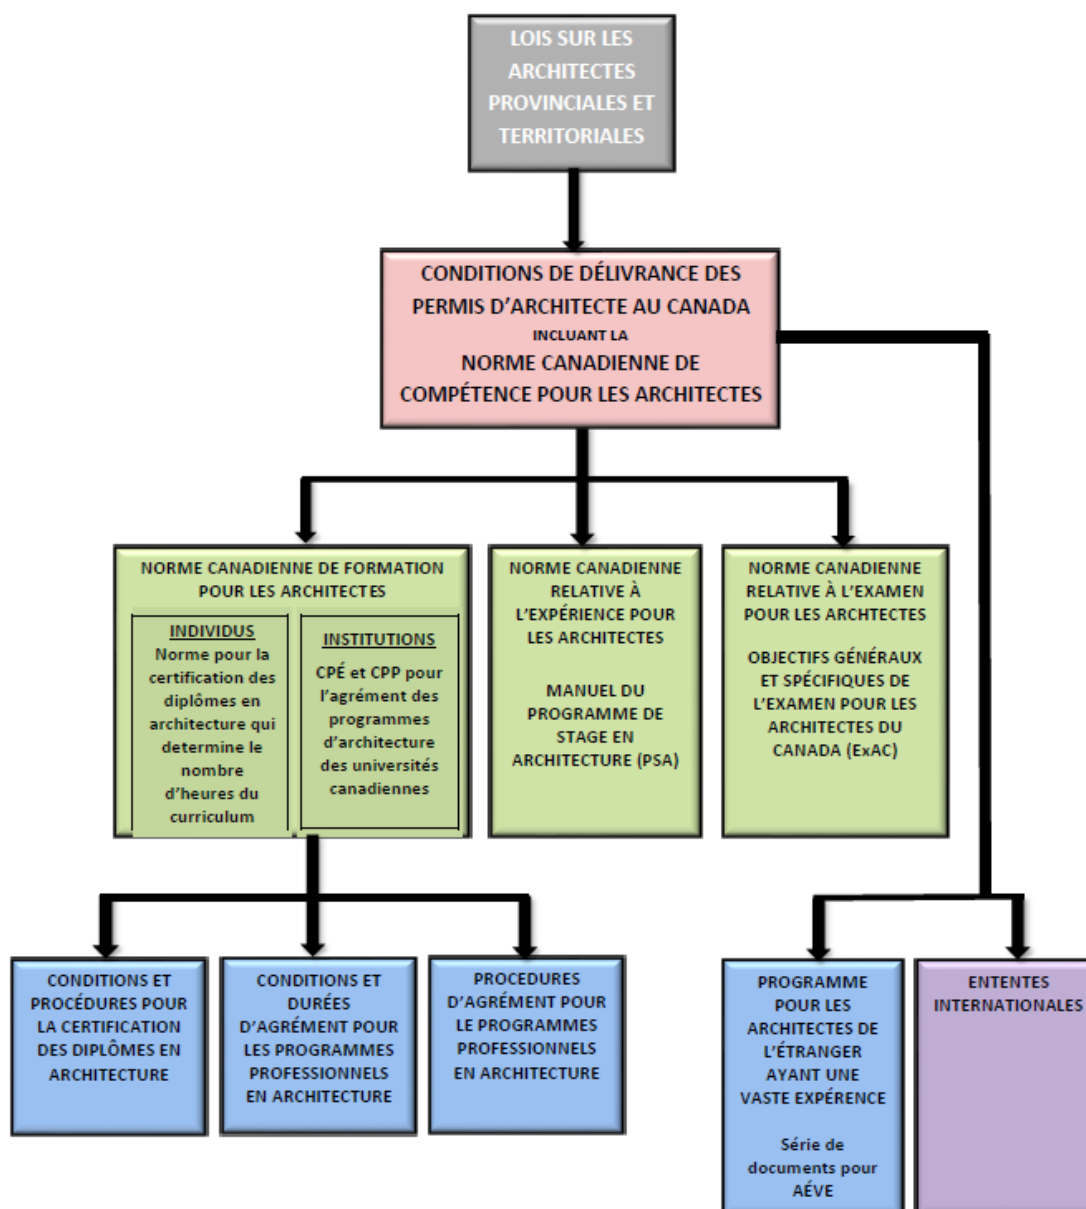 LOIS SUR LES
ARCHITECTES
PROVINCIALES ET
TERRITORIALES
CONDITIONS DE DÉLIVRANCE DES
PERMIS D'ARCHITECTE AU CANADA
INCLUANT LA
NORME CANADIENNE DE
COMPÉTENCE POUR LES ARCHITECTES
NORME CANADIENNE DE FORMATION
POUR LES ARCHITECTES
INDIVIDUS
Norme pour la
certification des
diplômes en
architecture qui
determine le
nombre
d'heures du
curriculum
INSTITUTIONS
CPÉ et CPP pour
l'agrément des
programmes
d'architecture
des universités
canadiennes
NORME CANADIENNE
RELATIVE À
L'EXPÉRIENCE POUR
LES ARCHITECTES
MANUEL DU
PROGRAMME DE
STAGE EN
ARCHITECTURE (PSA)
NORME CANADIENNE
RELATIVE À L'EXAMEN
POUR LES ARCHTECTES
OBJECTIFS GÉNÉRAUX
ET SPÉCIFIQUES DE
L'EXAMEN POUR LES
ARCHITECTES DU
CANADA (ExAC)
CONDITIONS ET
PROCÉDURES POUR
LA CERTIFICATION
DES DIPLÔMES EN
ARCHITECTURE
CONDITIONS ET
DURÉES
D'AGRÉMENT POUR
LES PROGRAMMES
PROFESSIONNELS
EN ARCHITECTURE
PROCEDURES
D'AGRÉMENT POUR
LE PROGRAMMES
PROFESSIONNELS
EN ARCHITECTURE
PROGRAMME
POUR LES
ARCHITECTES DE
L'ÉTRANGER
AYANT UNE
VASTE EXPÉRENCE
Série de
documents pour
AÉVE
ENTENTES
INTERNATIONALES